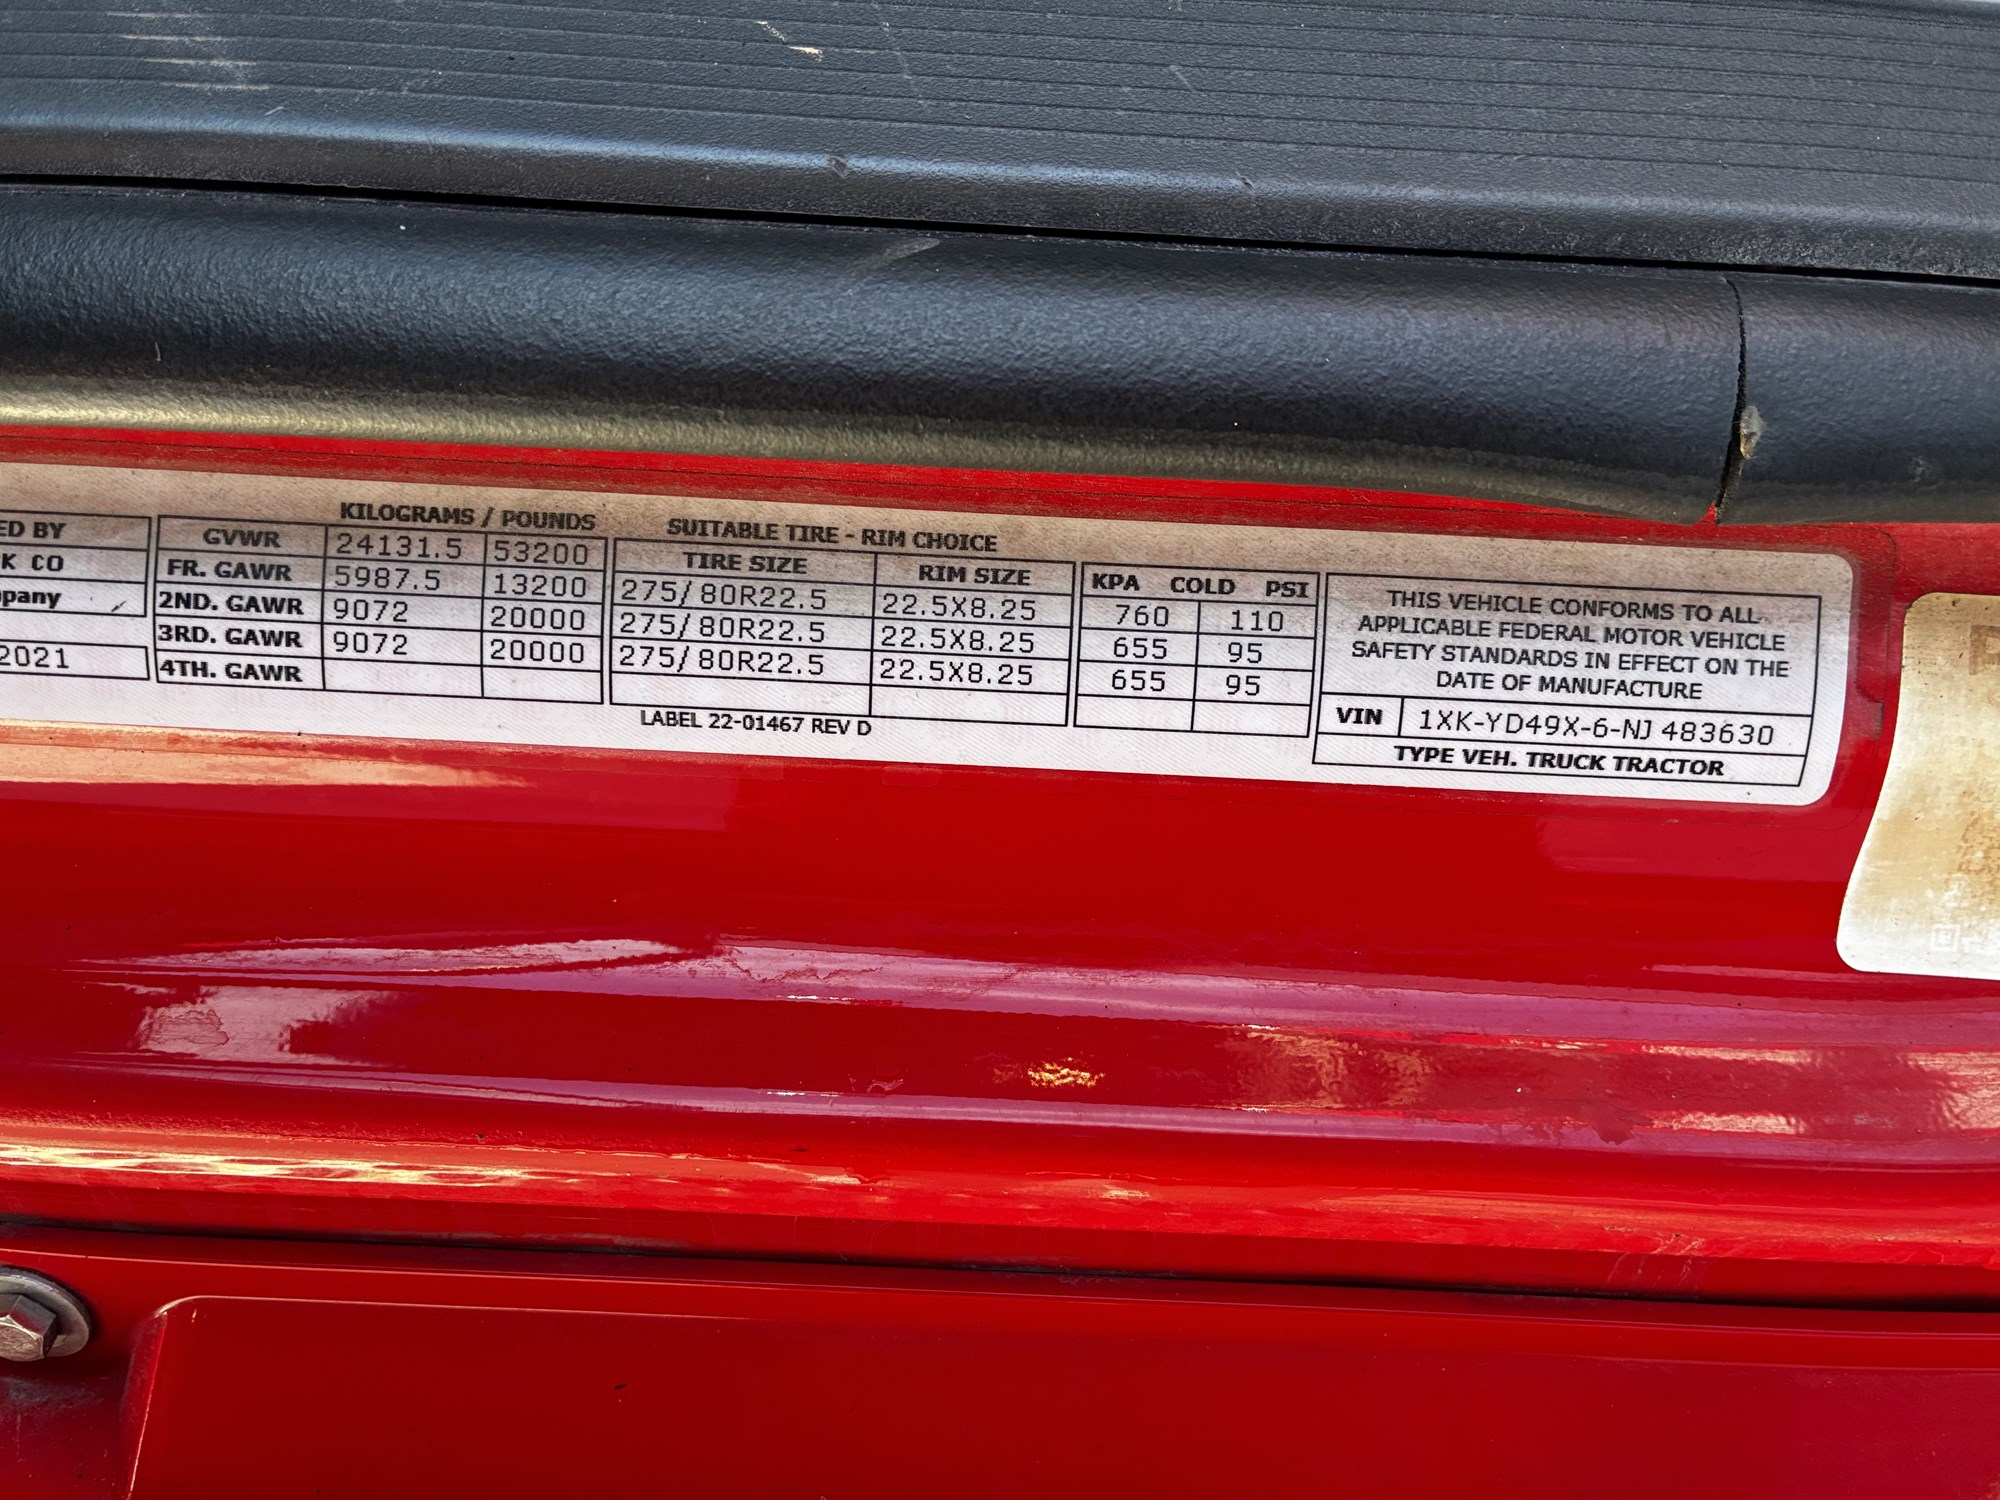 ED BY
K CO
pany
2021
KILOGRAMS / POUNDS
GVWR 24131.5 53200
FR. GAWR 5987.5 13200
2ND. GAWR 9072 20000
3RD. GAWR 9072 20000
4TH. GAWR
SUITABLE TIRE - RIM CHOICE
TIRE SIZE RIM SIZE
275/80R22.5 22.5X8.25
275/80R22.5 22.5X8.25
275/80R22.5 22.5X8.25
KPA COLD PSI
760 110
655 95
655 95
LABEL 22-01467 REV D
THIS VEHICLE CONFORMS TO ALL
APPLICABLE FEDERAL MOTOR VEHICLE
SAFETY STANDARDS IN EFFECT ON THE
DATE OF MANUFACTURE
VIN 1XK-YD49X-6-NJ 483630
TYPE VEH. TRUCK TRACTOR